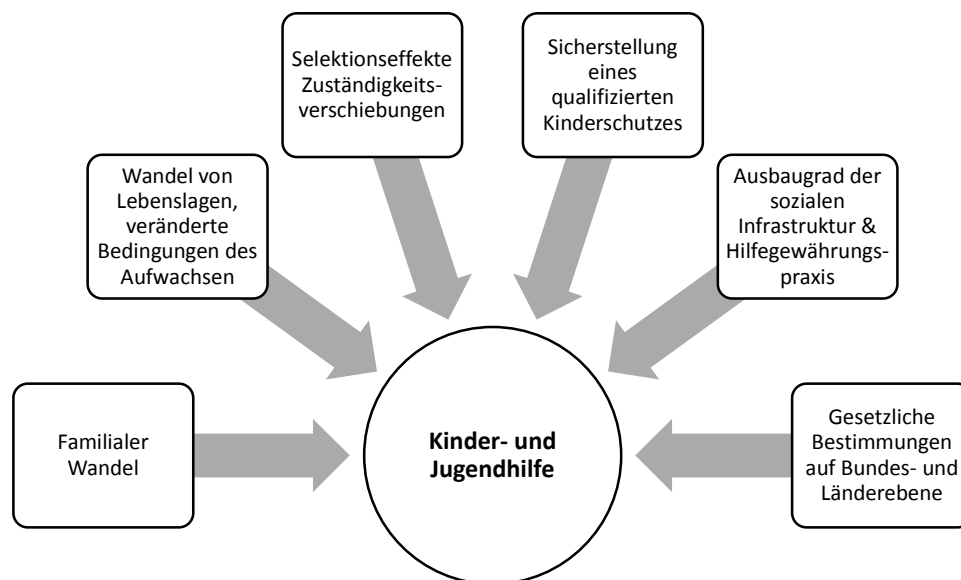 Selektionseffekte
Zuständigkeits-
verschiebungen
Sicherstellung
eines
qualifizierten
Kinderschutzes
Wandel von
Lebenslagen,
veränderte
Bedingungen des
Aufwachsen
Ausbaugrad der
sozialen
Infrastruktur &
Hilfegewährungs-
praxis
Familialer
Wandel
Kinder- und
Jugendhilfe
Gesetzliche
Bestimmungen
auf Bundes- und
Länderebene